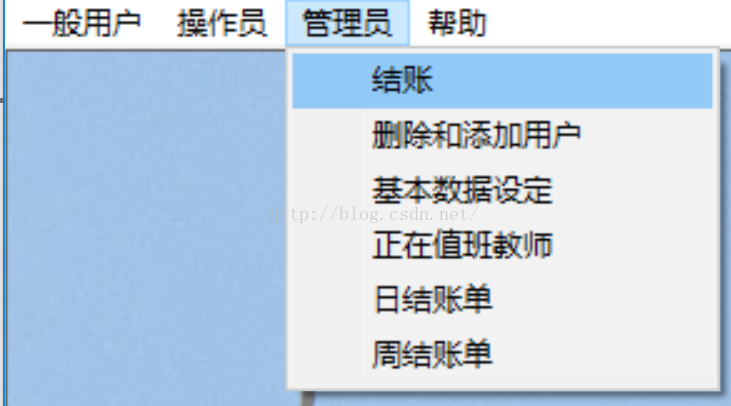 一般用户 操作员 管理员 帮助
结账
删除和添加用户
基本数据设定
http://blog.csdn.net/
正在值班教师
日结账单
周结账单